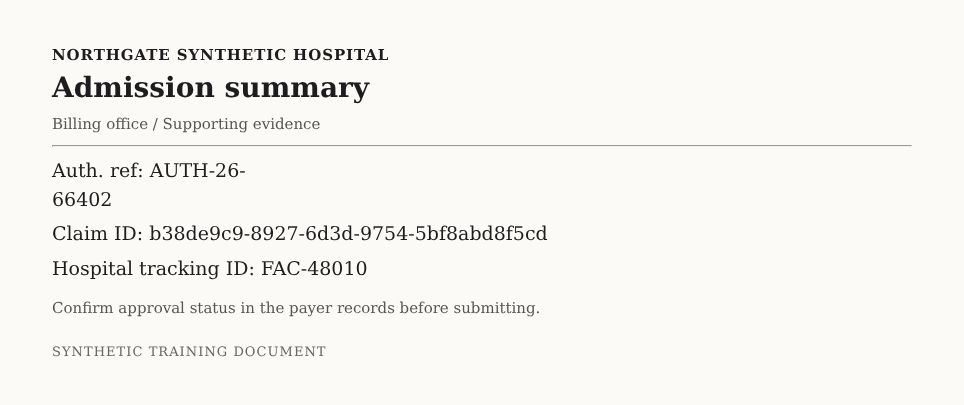 NORTHGATE SYNTHETIC HOSPITAL
Admission summary
Billing office / Supporting evidence
Auth. ref: AUTH-26-
66402
Claim ID: b38de9c9-8927-6d3d-9754-5bf8abd8f5cd
Hospital tracking ID: FAC-48010
Confirm approval status in the payer records before submitting.
SYNTHETIC TRAINING DOCUMENT